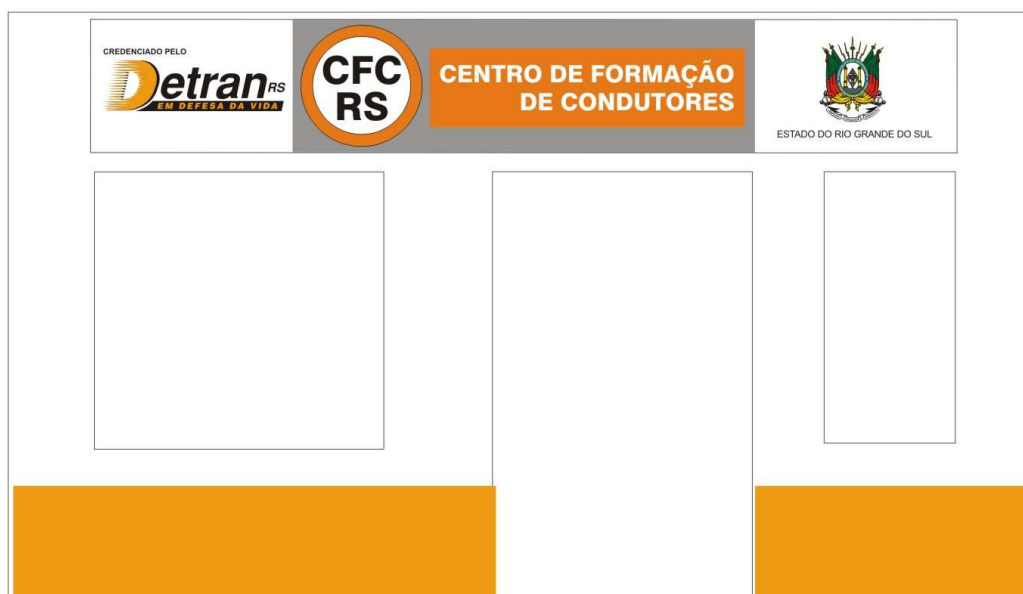 CREDENCIADO PELO
Detran RS
EM DEFESA DA VIDA
CFC
RS
CENTRO DE FORMAÇÃO
DE CONDUTORES
ESTADO DO RIO GRANDE DO SUL